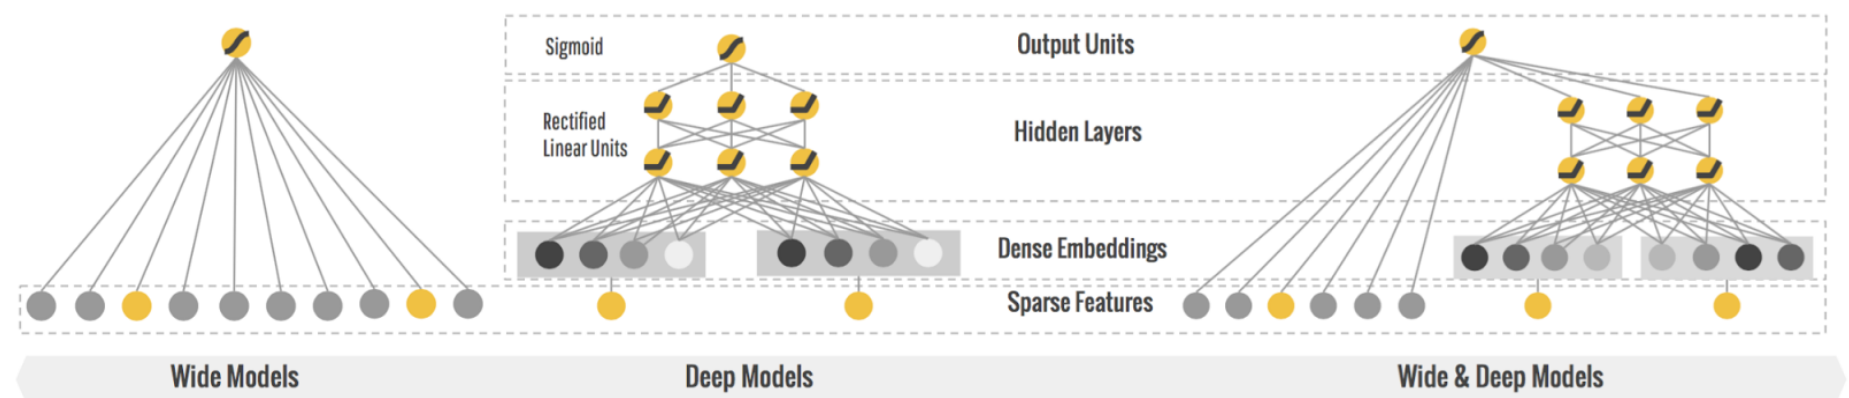 Sigmoid
Output Units
Rectified
Linear Units
Hidden Layers
Dense Embeddings
Sparse Features
Wide Models
Deep Models
Wide & Deep Models